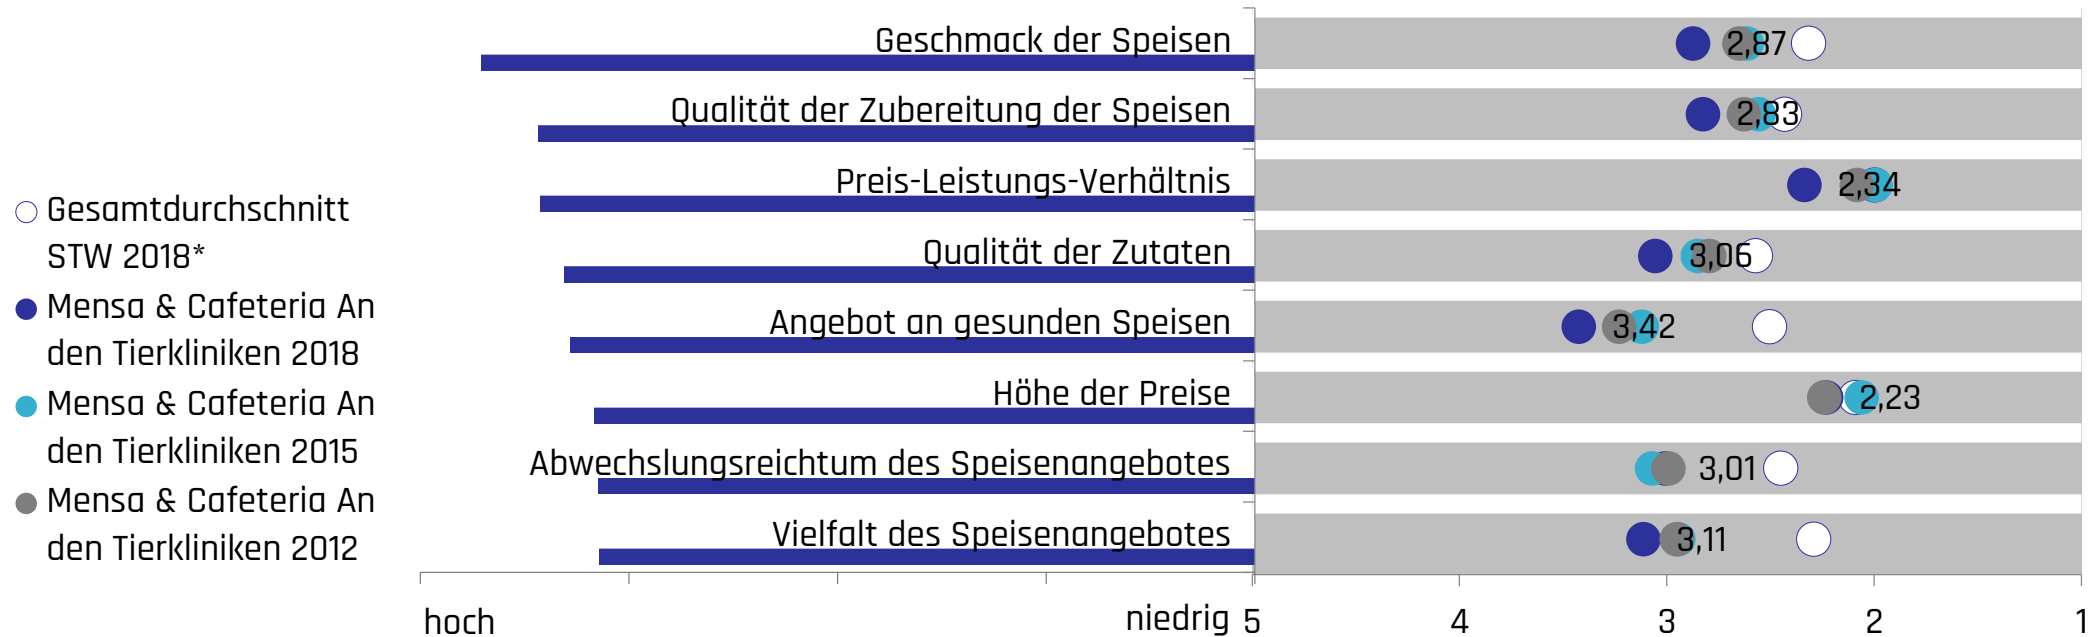 Geschmack der Speisen 2,87
Qualität der Zubereitung der Speisen 2,83
Preis-Leistungs-Verhältnis 2,34
Qualität der Zutaten 3,06
Angebot an gesunden Speisen 3,42
Höhe der Preise 2,23
Abwechslungsreichtum des Speisenangebotes 3,01
Vielfalt des Speisenangebotes 3,11
Gesamtdurchschnitt
STW 2018*
Mensa & Cafeteria An
den Tierkliniken 2018
Mensa & Cafeteria An
den Tierkliniken 2015
Mensa & Cafeteria An
den Tierkliniken 2012
hoch niedrig 5 4 3 2 1